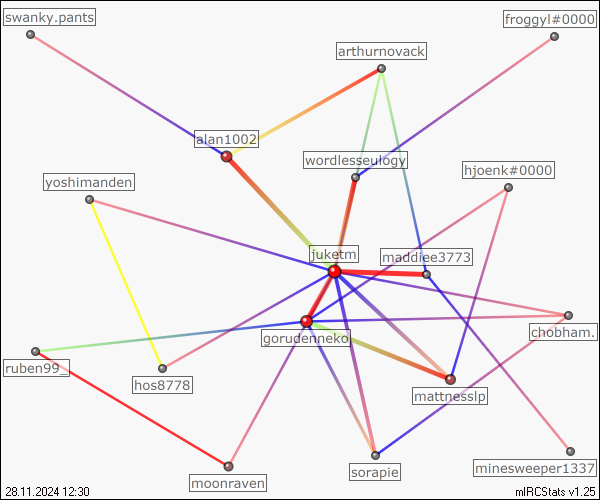 swanky.pants
froggyl#0000
arthurnovack
alan1002
wordlesseulogy
hjoenk#0000
yoshimanden
juketm
maddiee3773
gorudenneko
chobham.
ruben99_
hos8778
mattnesslp
moonraven
sorapie
minesweeper1337
28.11.2024 12:30
mIRCStats v1.25